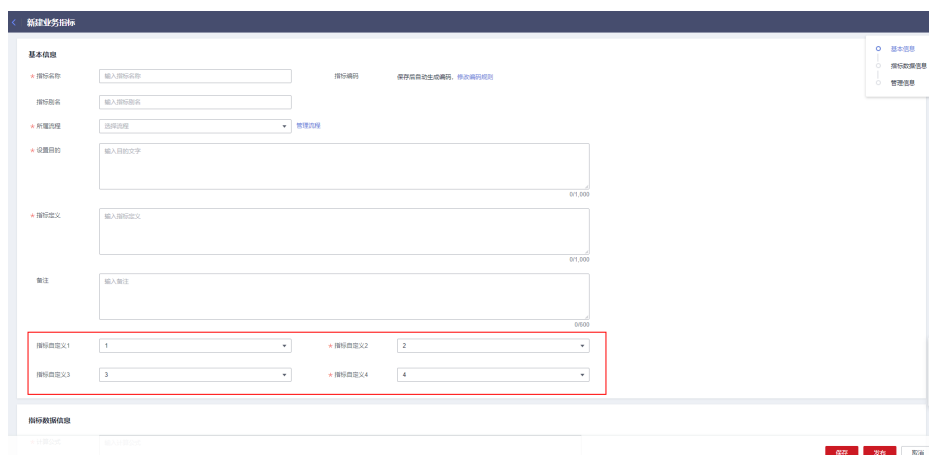 新建业务指标
基本信息
基本信息
指标数据信息
管理信息
* 指标名称 输入指标名称 指标编码 保存后自动生成编码，修改编码规则
指标别名 输入指标别名
* 所属流程 选择流程 管理流程
* 设置目的 输入目的文字
0/1,000
* 指标定义 输入指标定义
0/1,000
备注 输入备注
0/600
指标自定义1 1 * 指标自定义2 2
指标自定义3 3 * 指标自定义4 4
指标数据信息
保存 发布 取消